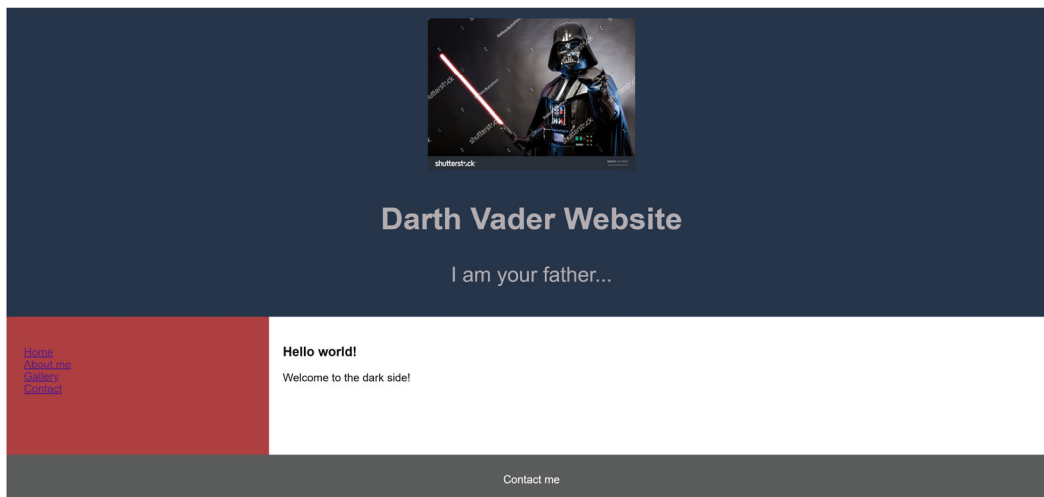 shutterstock
Darth Vader Website
I am your father...
Home
About me
Gallery
Contact
Hello world!
Welcome to the dark side!
Contact me